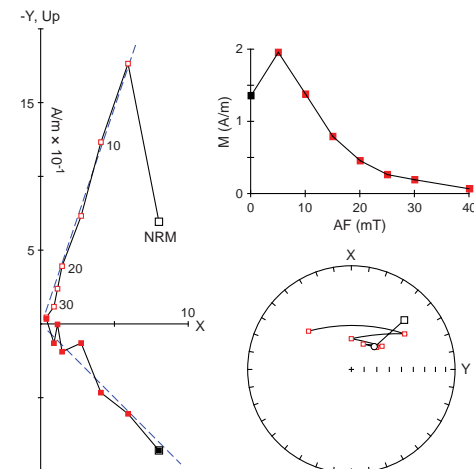 -Y, Up
15
A/m × 10⁻¹
10
NRM
5
20
30
10
X
2
1
0
M (A/m)
0 10 20 30 40
AF (mT)
X
Y